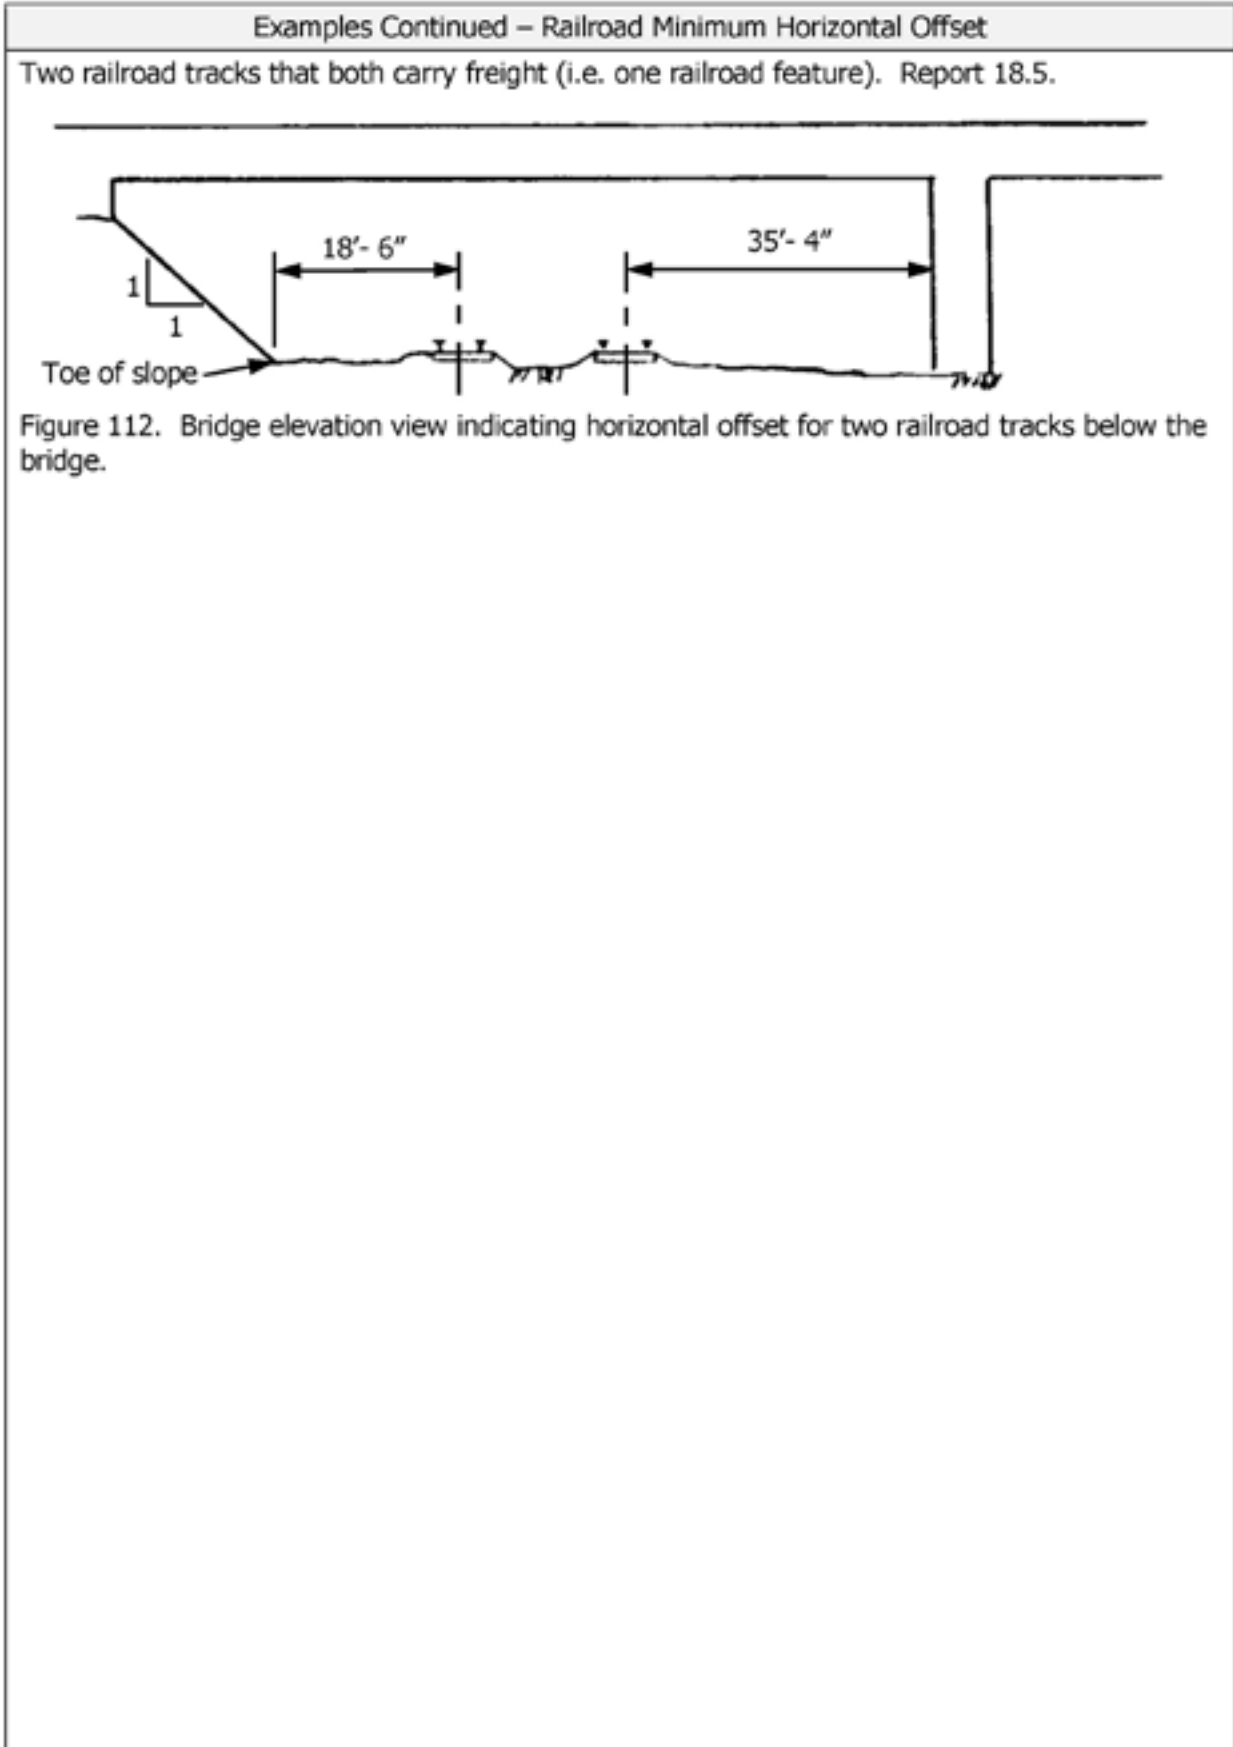 Examples Continued – Railroad Minimum Horizontal Offset
Two railroad tracks that both carry freight (i.e. one railroad feature).  Report 18.5.
18′- 6″
35′- 4″
1
1
Toe of slope
Figure 112.  Bridge elevation view indicating horizontal offset for two railroad tracks below the
bridge.